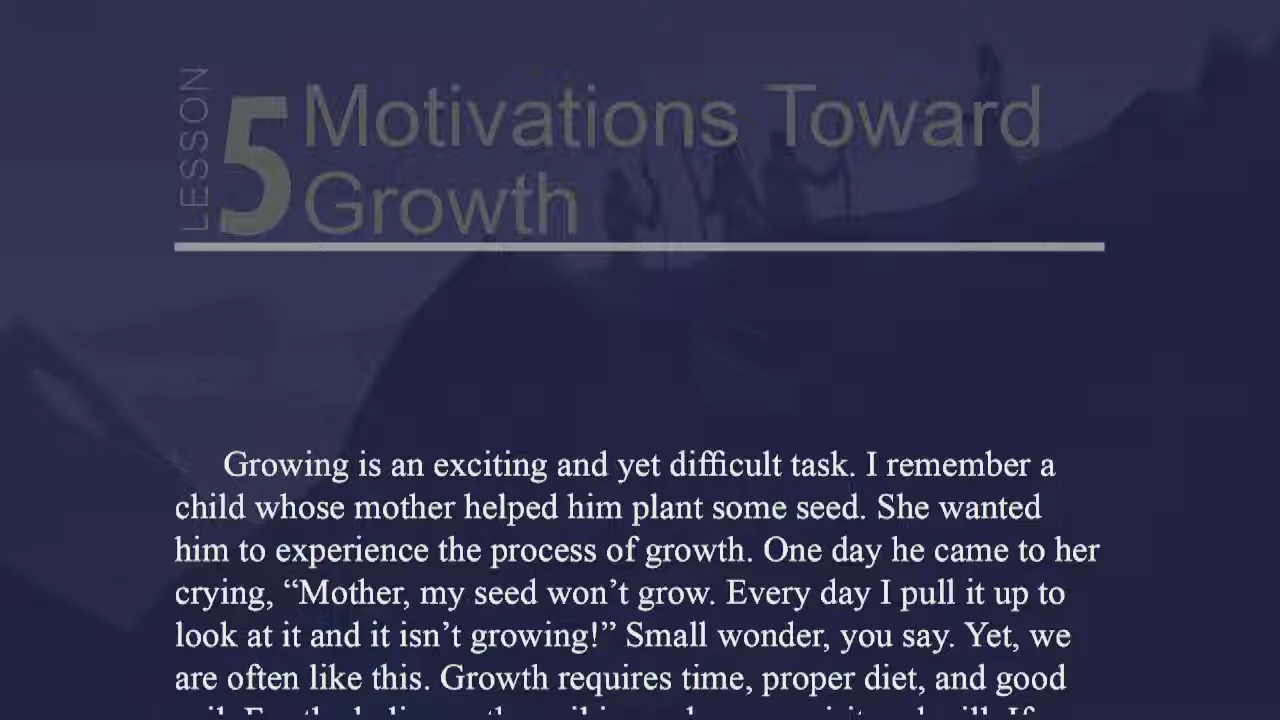 LESSON
5 Motivations Toward
Growth
Growing is an exciting and yet difficult task. I remember a
child whose mother helped him plant some seed. She wanted
him to experience the process of growth. One day he came to her
crying, “Mother, my seed won’t grow. Every day I pull it up to
look at it and it isn’t growing!” Small wonder, you say. Yet, we
are often like this. Growth requires time, proper diet, and good